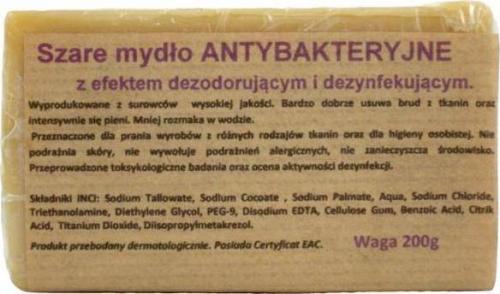 Szare mydło ANTYBAKTERYJNE
z efektem dezodorującym i dezynfekującym.
Wyprodukowane z surowców wysokiej jakości. Bardzo dobrze usuwa brud z tkanin oraz
intensywnie się pieni. Mniej rozmaka w wodzie.
Przeznaczone dla prania wyrobów z różnych rodzajów tkanin oraz dla higieny osobistej. Nie
podrażnia skóry, nie wywołuje podrażnień alergicznych, nie zanieczyszcza środowisko.
Przeprowadzone toksykologiczne badania oraz ocena aktywności dezynfekcji.
Składniki INCI: Sodium Tallowate, Sodium Cocoate , Sodium Palmate, Aqua, Sodium Chloride,
Triethanolamine, Diethylene Glycol, PEG-9, Disodium EDTA, Cellulose Gum, Benzoic Acid, Citrik
Acid, Titanium Dioxide, Diisopropylmetakrezol.
Produkt przebadany dermatologicznie. Posiada Certyficat EAC.
Waga 200g